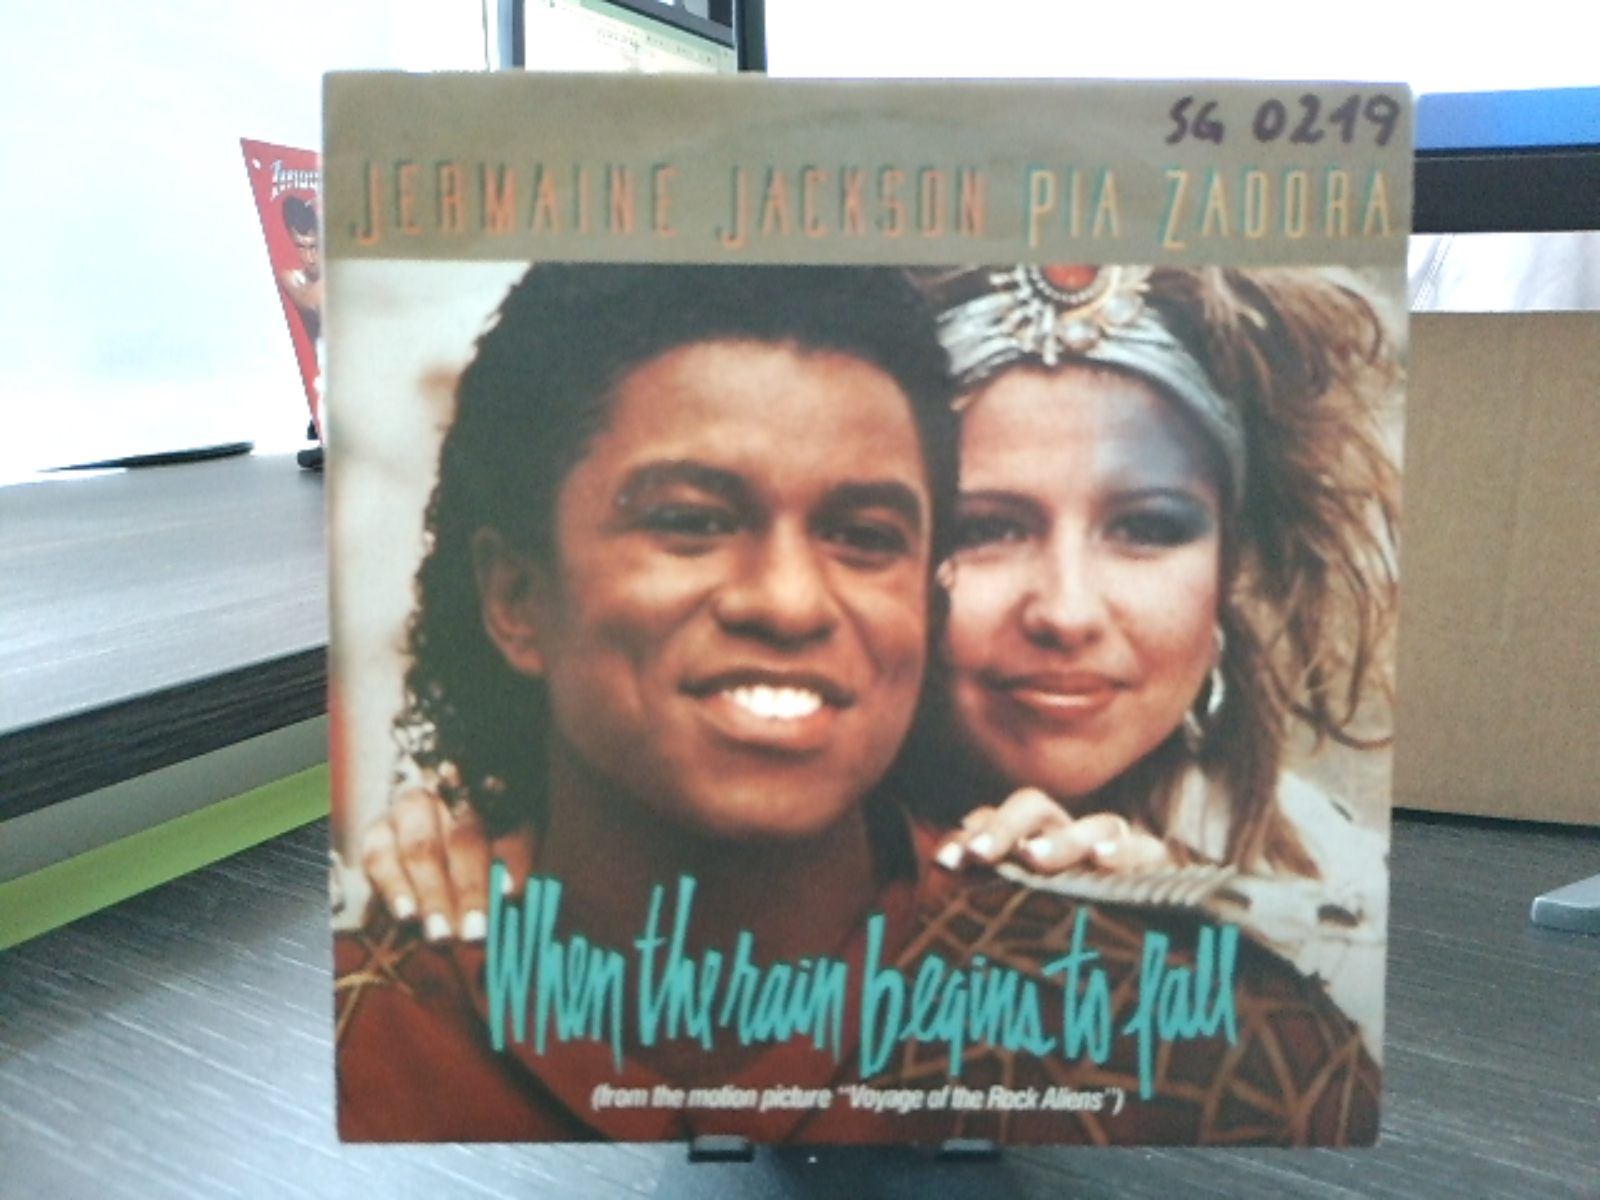 SG 0219
JERMAINE JACKSON PIA ZADORA
When the rain begins to fall
(from the motion picture "Voyage of the Rock Aliens")